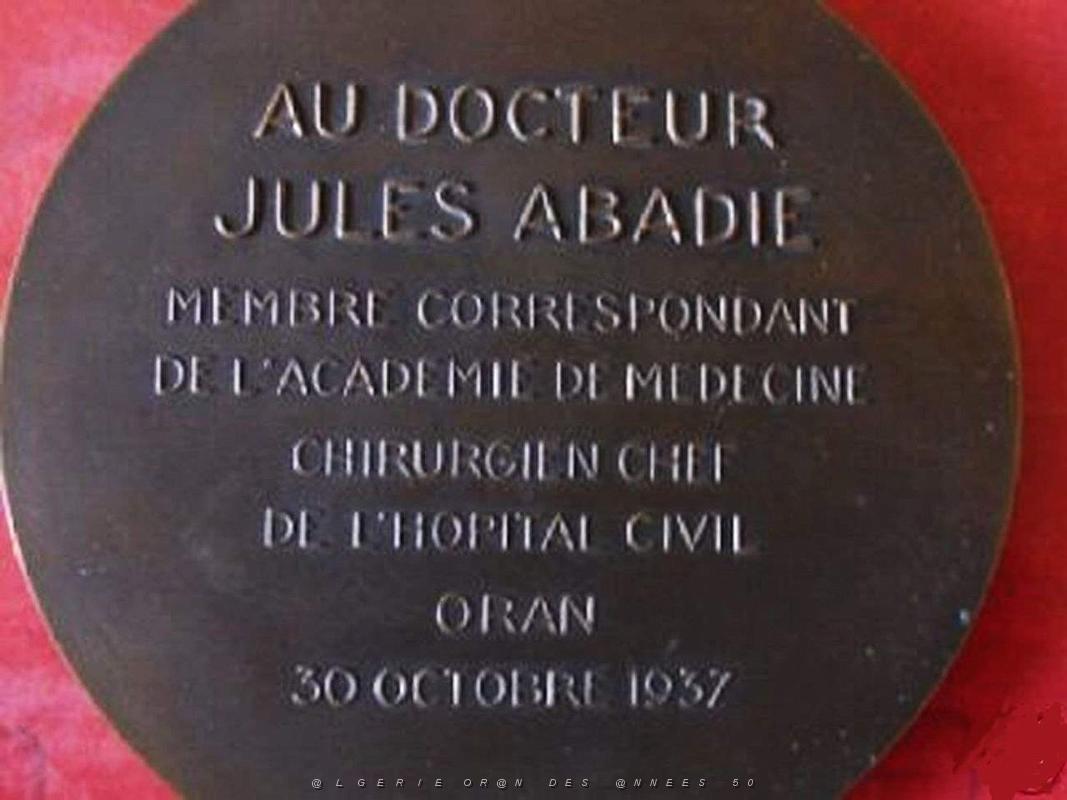 AU DOCTEUR
JULES ABADIE
MEMBRE CORRESPONDANT
DE L'ACADEMIE DE MEDECINE
CHIRURGIEN CHEF
DE L'HOPITAL CIVIL
ORAN
30 OCTOBRE 1937
@LGERIE OR@N DES @NNEES 50